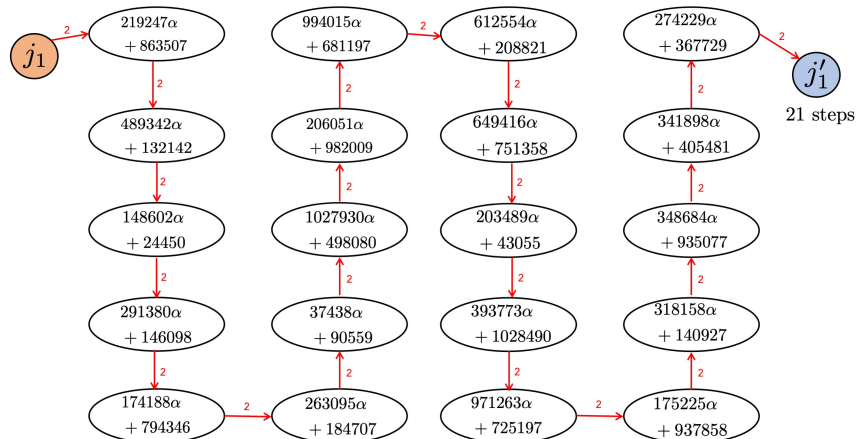 j₁
2
219247α
+ 863507
2
489342α
+ 132142
2
148602α
+ 24450
2
291380α
+ 146098
2
174188α
+ 794346
2
263095α
+ 184707
2
37438α
+ 90559
2
1027930α
+ 498080
2
206051α
+ 982009
2
994015α
+ 681197
2
612554α
+ 208821
2
649416α
+ 751358
2
203489α
+ 43055
2
393773α
+ 1028490
2
971263α
+ 725197
2
175225α
+ 937858
2
318158α
+ 140927
2
348684α
+ 935077
2
341898α
+ 405481
2
274229α
+ 367729
2
j₁′
21 steps